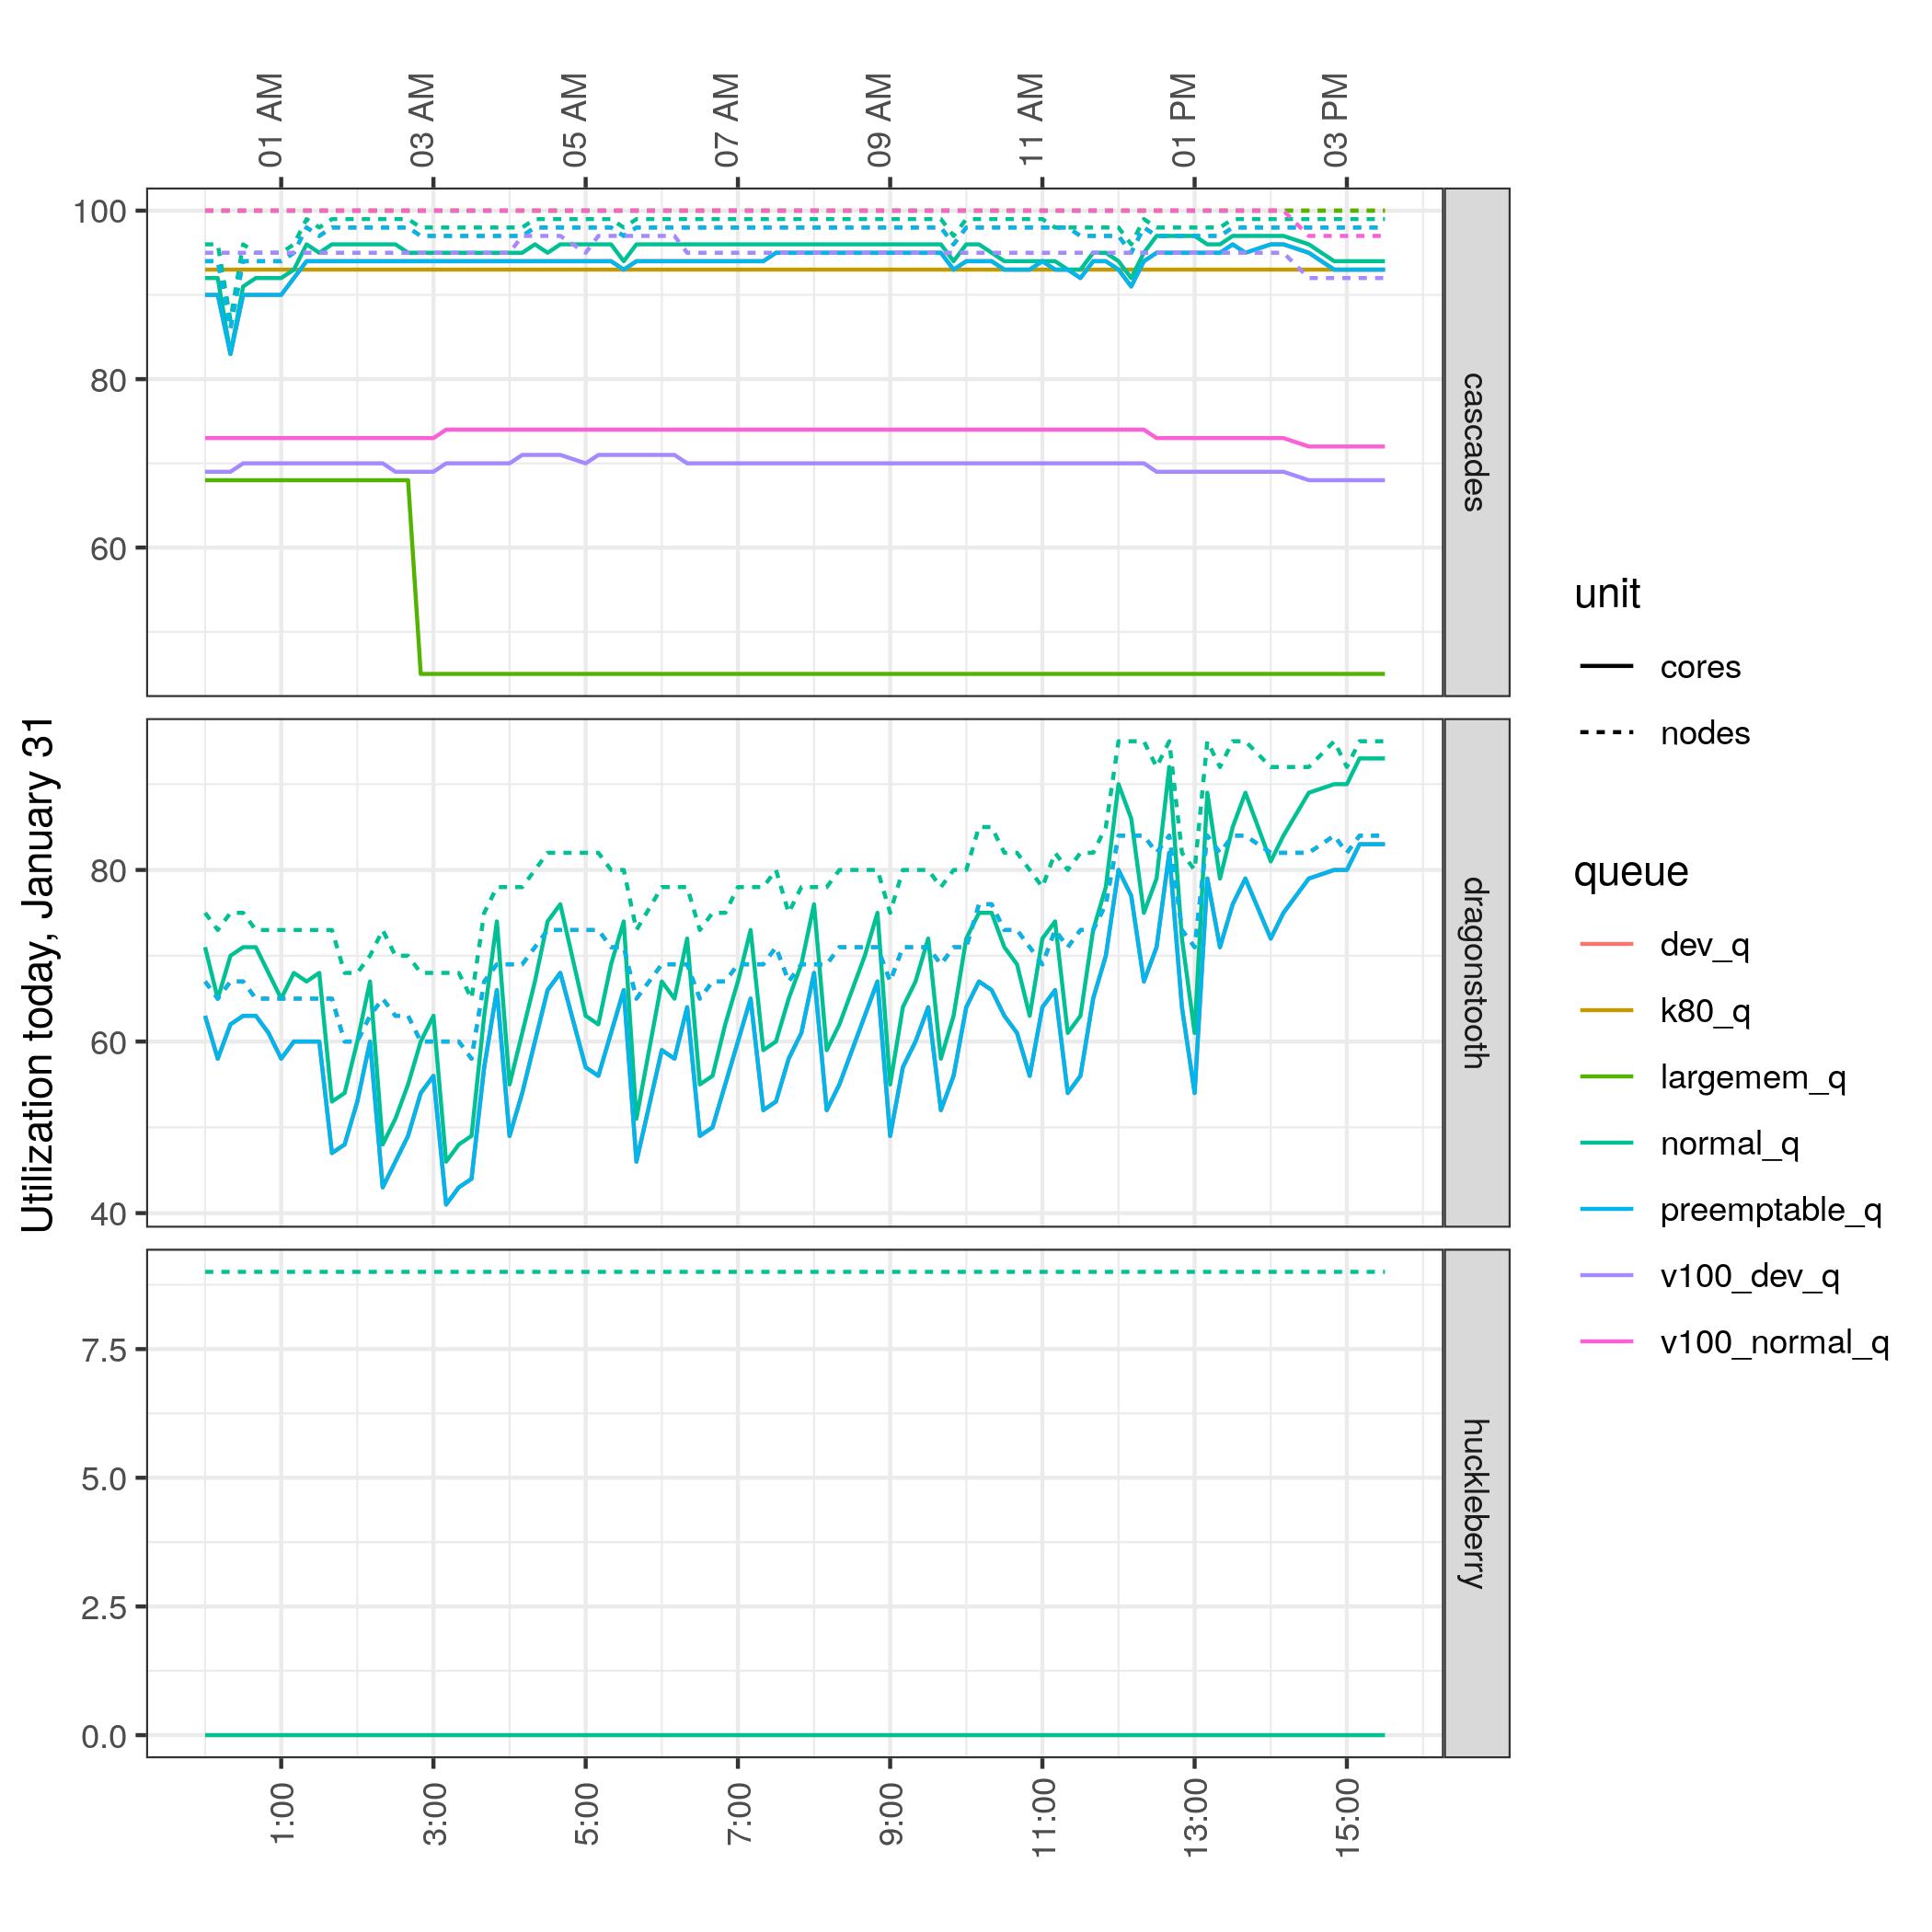 01 AM
03 AM
05 AM
07 AM
09 AM
11 AM
01 PM
03 PM
Utilization today, January 31
100
80
60
cascades
80
60
40
dragonstooth
7.5
5.0
2.5
0.0
huckleberry
1:00
3:00
5:00
7:00
9:00
11:00
13:00
15:00
unit
cores
nodes
queue
dev_q
k80_q
largemem_q
normal_q
preemptable_q
v100_dev_q
v100_normal_q